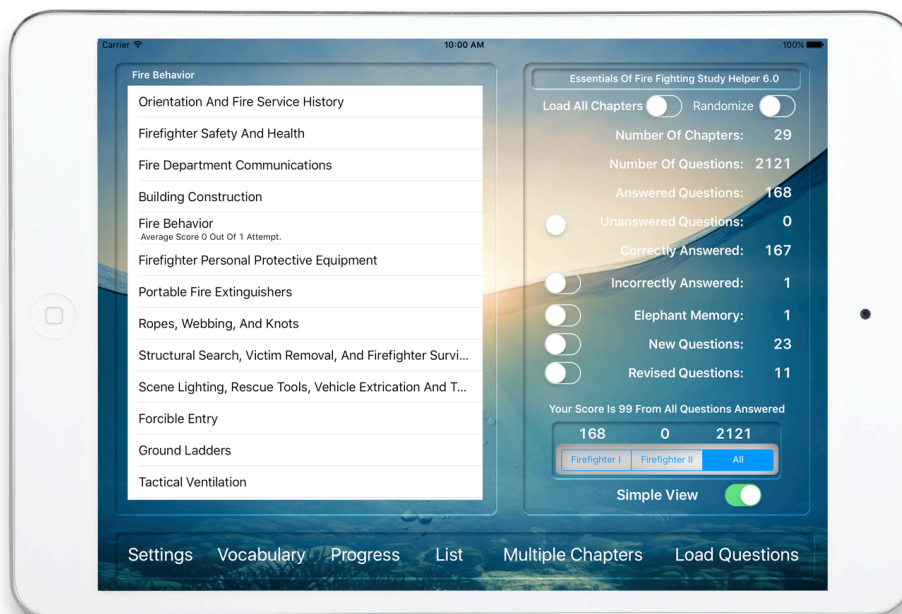 Carrier 10:00 AM 100%
Fire Behavior
Orientation And Fire Service History
Firefighter Safety And Health
Fire Department Communications
Building Construction
Fire Behavior
Average Score 0 Out Of 1 Attempt.
Firefighter Personal Protective Equipment
Portable Fire Extinguishers
Ropes, Webbing, And Knots
Structural Search, Victim Removal, And Firefighter Survi...
Scene Lighting, Rescue Tools, Vehicle Extrication And T...
Forcible Entry
Ground Ladders
Tactical Ventilation
Essentials Of Fire Fighting Study Helper 6.0
Load All Chapters Randomize
Number Of Chapters: 29
Number Of Questions: 2121
Answered Questions: 168
Unanswered Questions: 0
Correctly Answered: 167
Incorrectly Answered: 1
Elephant Memory: 1
New Questions: 23
Revised Questions: 11
Your Score Is 99 From All Questions Answered
168 0 2121
Firefighter I Firefighter II All
Simple View
Settings Vocabulary Progress List Multiple Chapters Load Questions